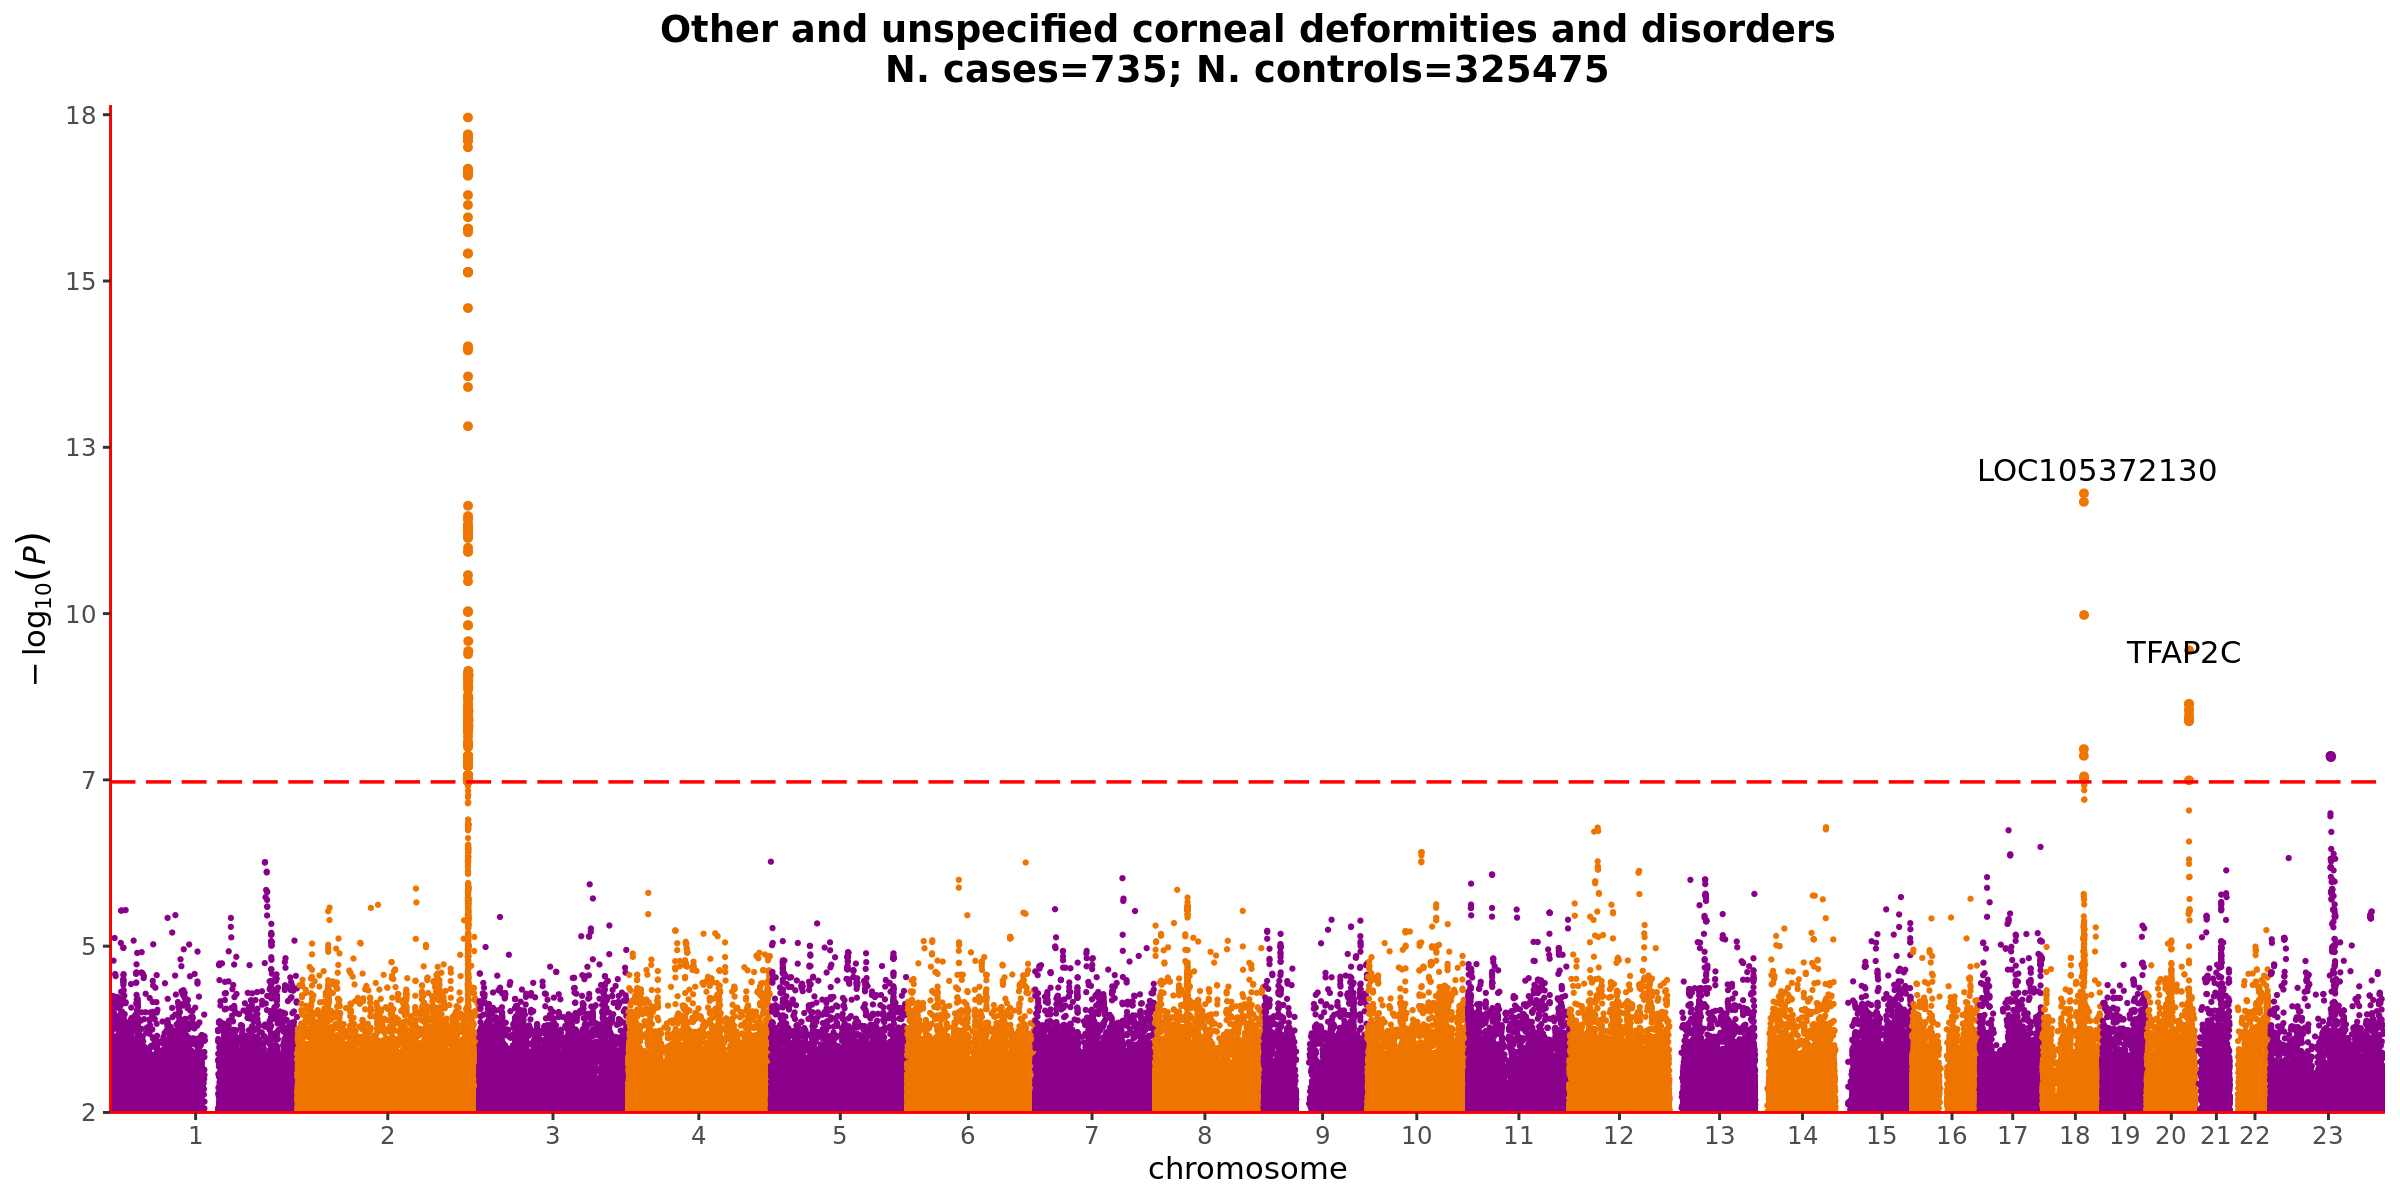 Other and unspecified corneal deformities and disorders
N. cases=735; N. controls=325475
18
15
13
10
7
5
2
− log10(P)
LOC105372130
TFAP2C
1 2 3 4 5 6 7 8 9 10 11 12 13 14 15 16 17 18 19 20 21 22 23
chromosome